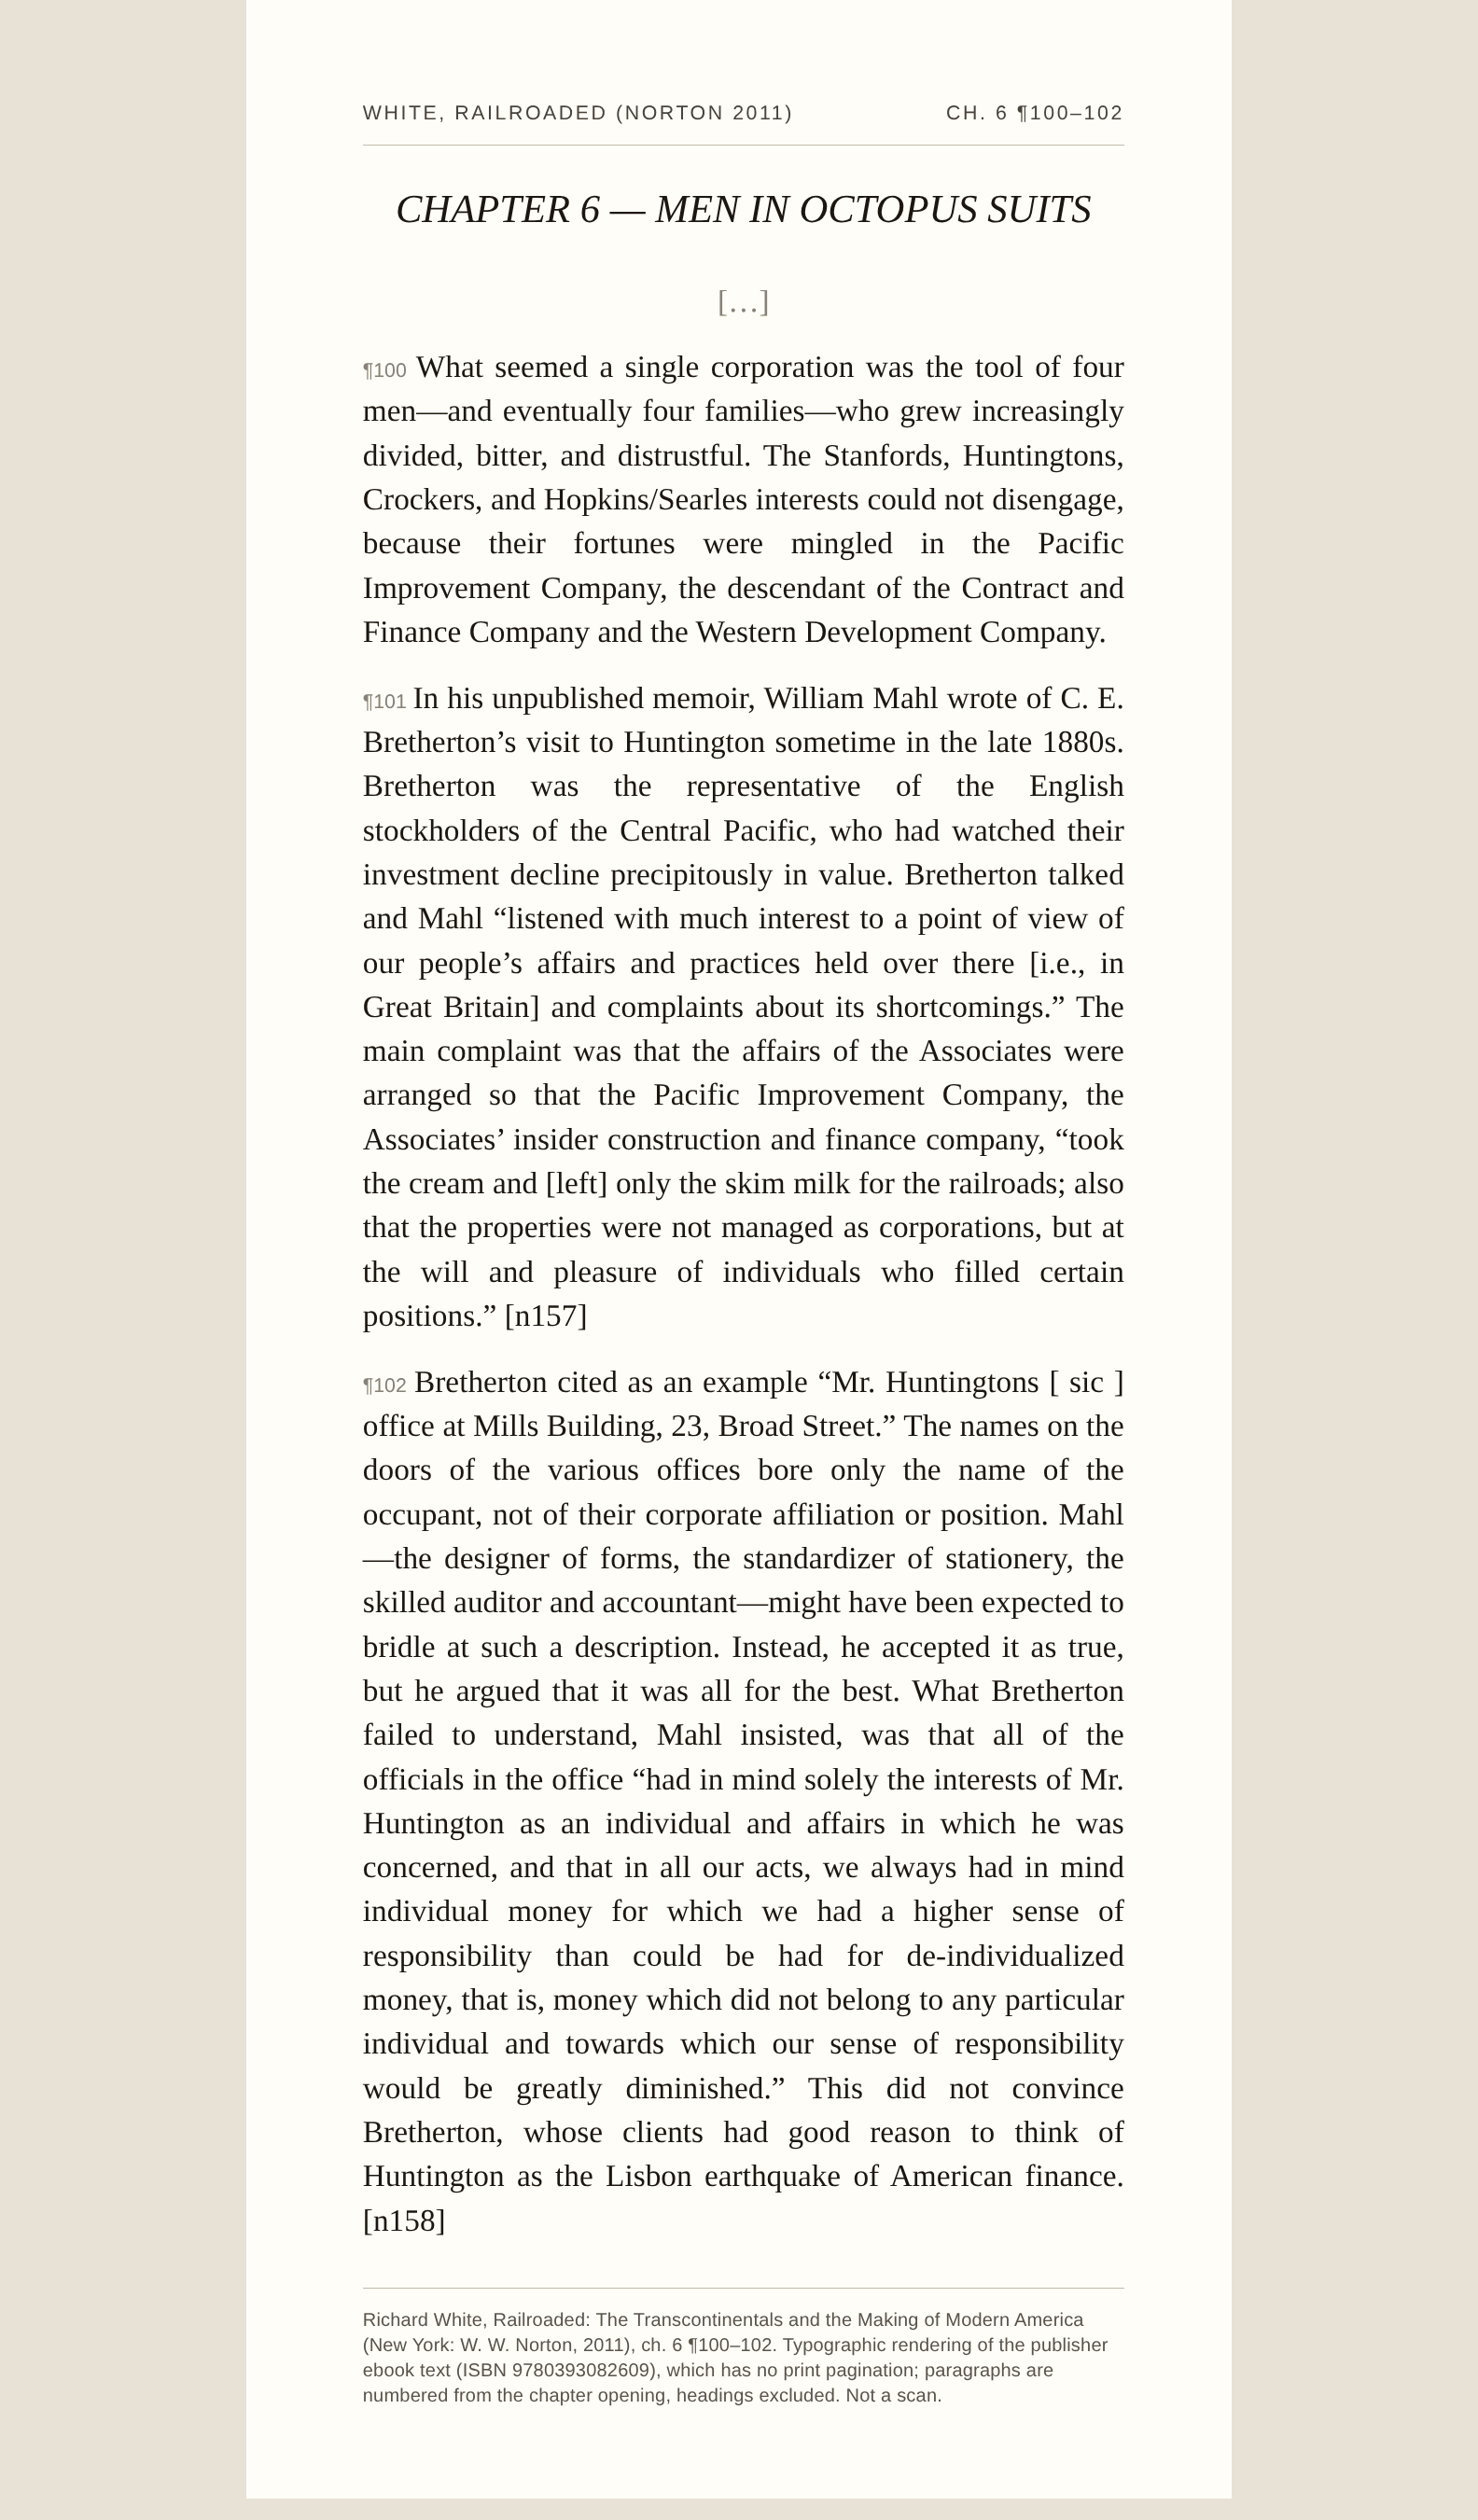 WHITE, RAILROADED (NORTON 2011) CH. 6 ¶100–102
CHAPTER 6 — MEN IN OCTOPUS SUITS
[…]
¶100 What seemed a single corporation was the tool of four
men—and eventually four families—who grew increasingly
divided, bitter, and distrustful. The Stanfords, Huntingtons,
Crockers, and Hopkins/Searles interests could not disengage,
because their fortunes were mingled in the Pacific
Improvement Company, the descendant of the Contract and
Finance Company and the Western Development Company.
¶101 In his unpublished memoir, William Mahl wrote of C. E.
Bretherton’s visit to Huntington sometime in the late 1880s.
Bretherton was the representative of the English
stockholders of the Central Pacific, who had watched their
investment decline precipitously in value. Bretherton talked
and Mahl “listened with much interest to a point of view of
our people’s affairs and practices held over there [i.e., in
Great Britain] and complaints about its shortcomings.” The
main complaint was that the affairs of the Associates were
arranged so that the Pacific Improvement Company, the
Associates’ insider construction and finance company, “took
the cream and [left] only the skim milk for the railroads; also
that the properties were not managed as corporations, but at
the will and pleasure of individuals who filled certain
positions.” [n157]
¶102 Bretherton cited as an example “Mr. Huntingtons [ sic ]
office at Mills Building, 23, Broad Street.” The names on the
doors of the various offices bore only the name of the
occupant, not of their corporate affiliation or position. Mahl
—the designer of forms, the standardizer of stationery, the
skilled auditor and accountant—might have been expected to
bridle at such a description. Instead, he accepted it as true,
but he argued that it was all for the best. What Bretherton
failed to understand, Mahl insisted, was that all of the
officials in the office “had in mind solely the interests of Mr.
Huntington as an individual and affairs in which he was
concerned, and that in all our acts, we always had in mind
individual money for which we had a higher sense of
responsibility than could be had for de-individualized
money, that is, money which did not belong to any particular
individual and towards which our sense of responsibility
would be greatly diminished.” This did not convince
Bretherton, whose clients had good reason to think of
Huntington as the Lisbon earthquake of American finance.
[n158]
Richard White, Railroaded: The Transcontinentals and the Making of Modern America
(New York: W. W. Norton, 2011), ch. 6 ¶100–102. Typographic rendering of the publisher
ebook text (ISBN 9780393082609), which has no print pagination; paragraphs are
numbered from the chapter opening, headings excluded. Not a scan.